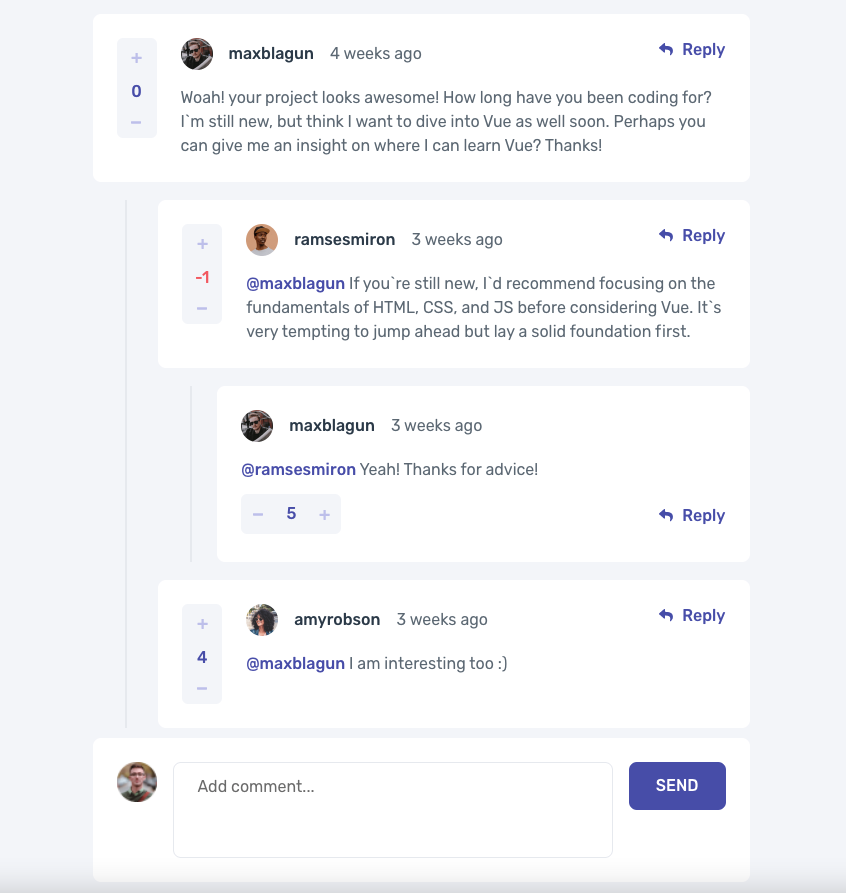 +
0
−
maxblagun 4 weeks ago Reply
Woah! your project looks awesome! How long have you been coding for?
I`m still new, but think I want to dive into Vue as well soon. Perhaps you
can give me an insight on where I can learn Vue? Thanks!
+
-1
−
ramsesmiron 3 weeks ago Reply
@maxblagun If you`re still new, I`d recommend focusing on the
fundamentals of HTML, CSS, and JS before considering Vue. It`s
very tempting to jump ahead but lay a solid foundation first.
maxblagun 3 weeks ago
@ramsesmiron Yeah! Thanks for advice!
− 5 + Reply
+
4
−
amyrobson 3 weeks ago Reply
@maxblagun I am interesting too :)
Add comment... SEND